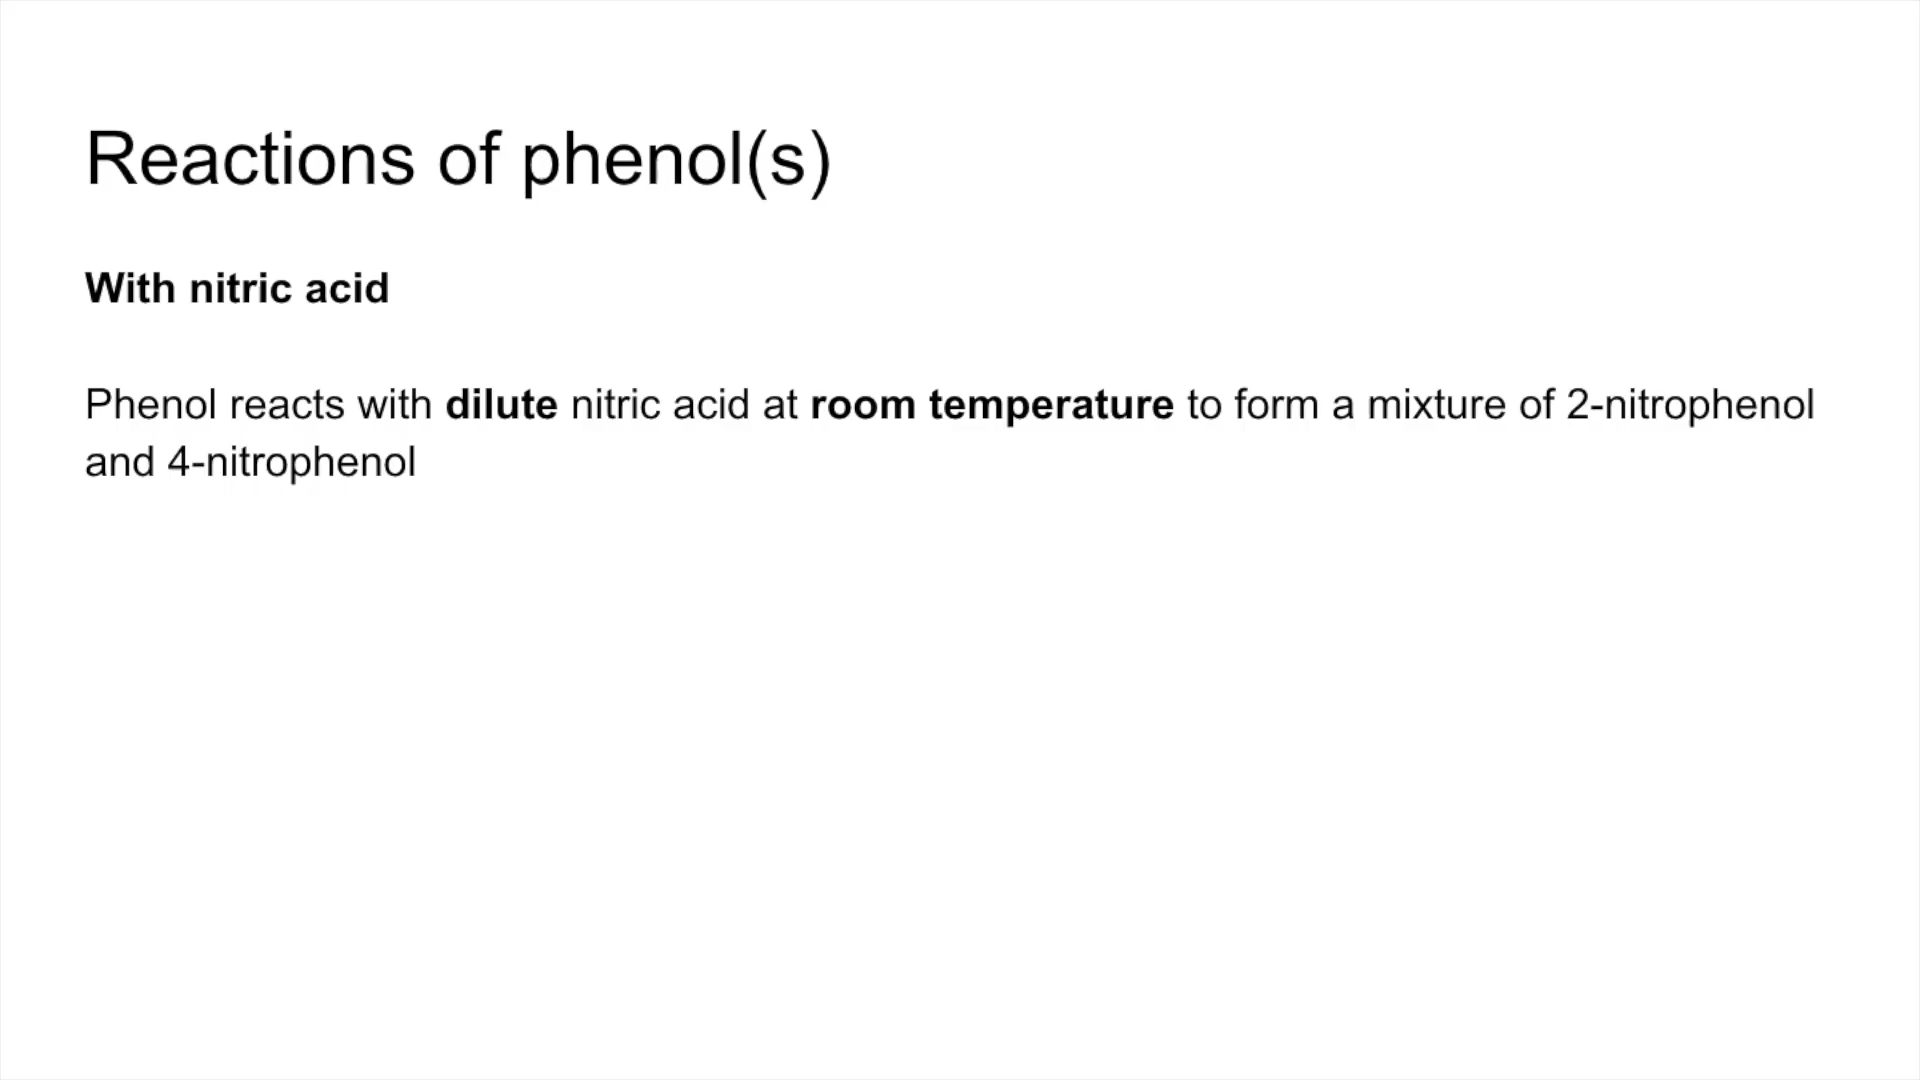 Reactions of phenol(s)
With nitric acid
Phenol reacts with dilute nitric acid at room temperature to form a mixture of 2-nitrophenol
and 4-nitrophenol